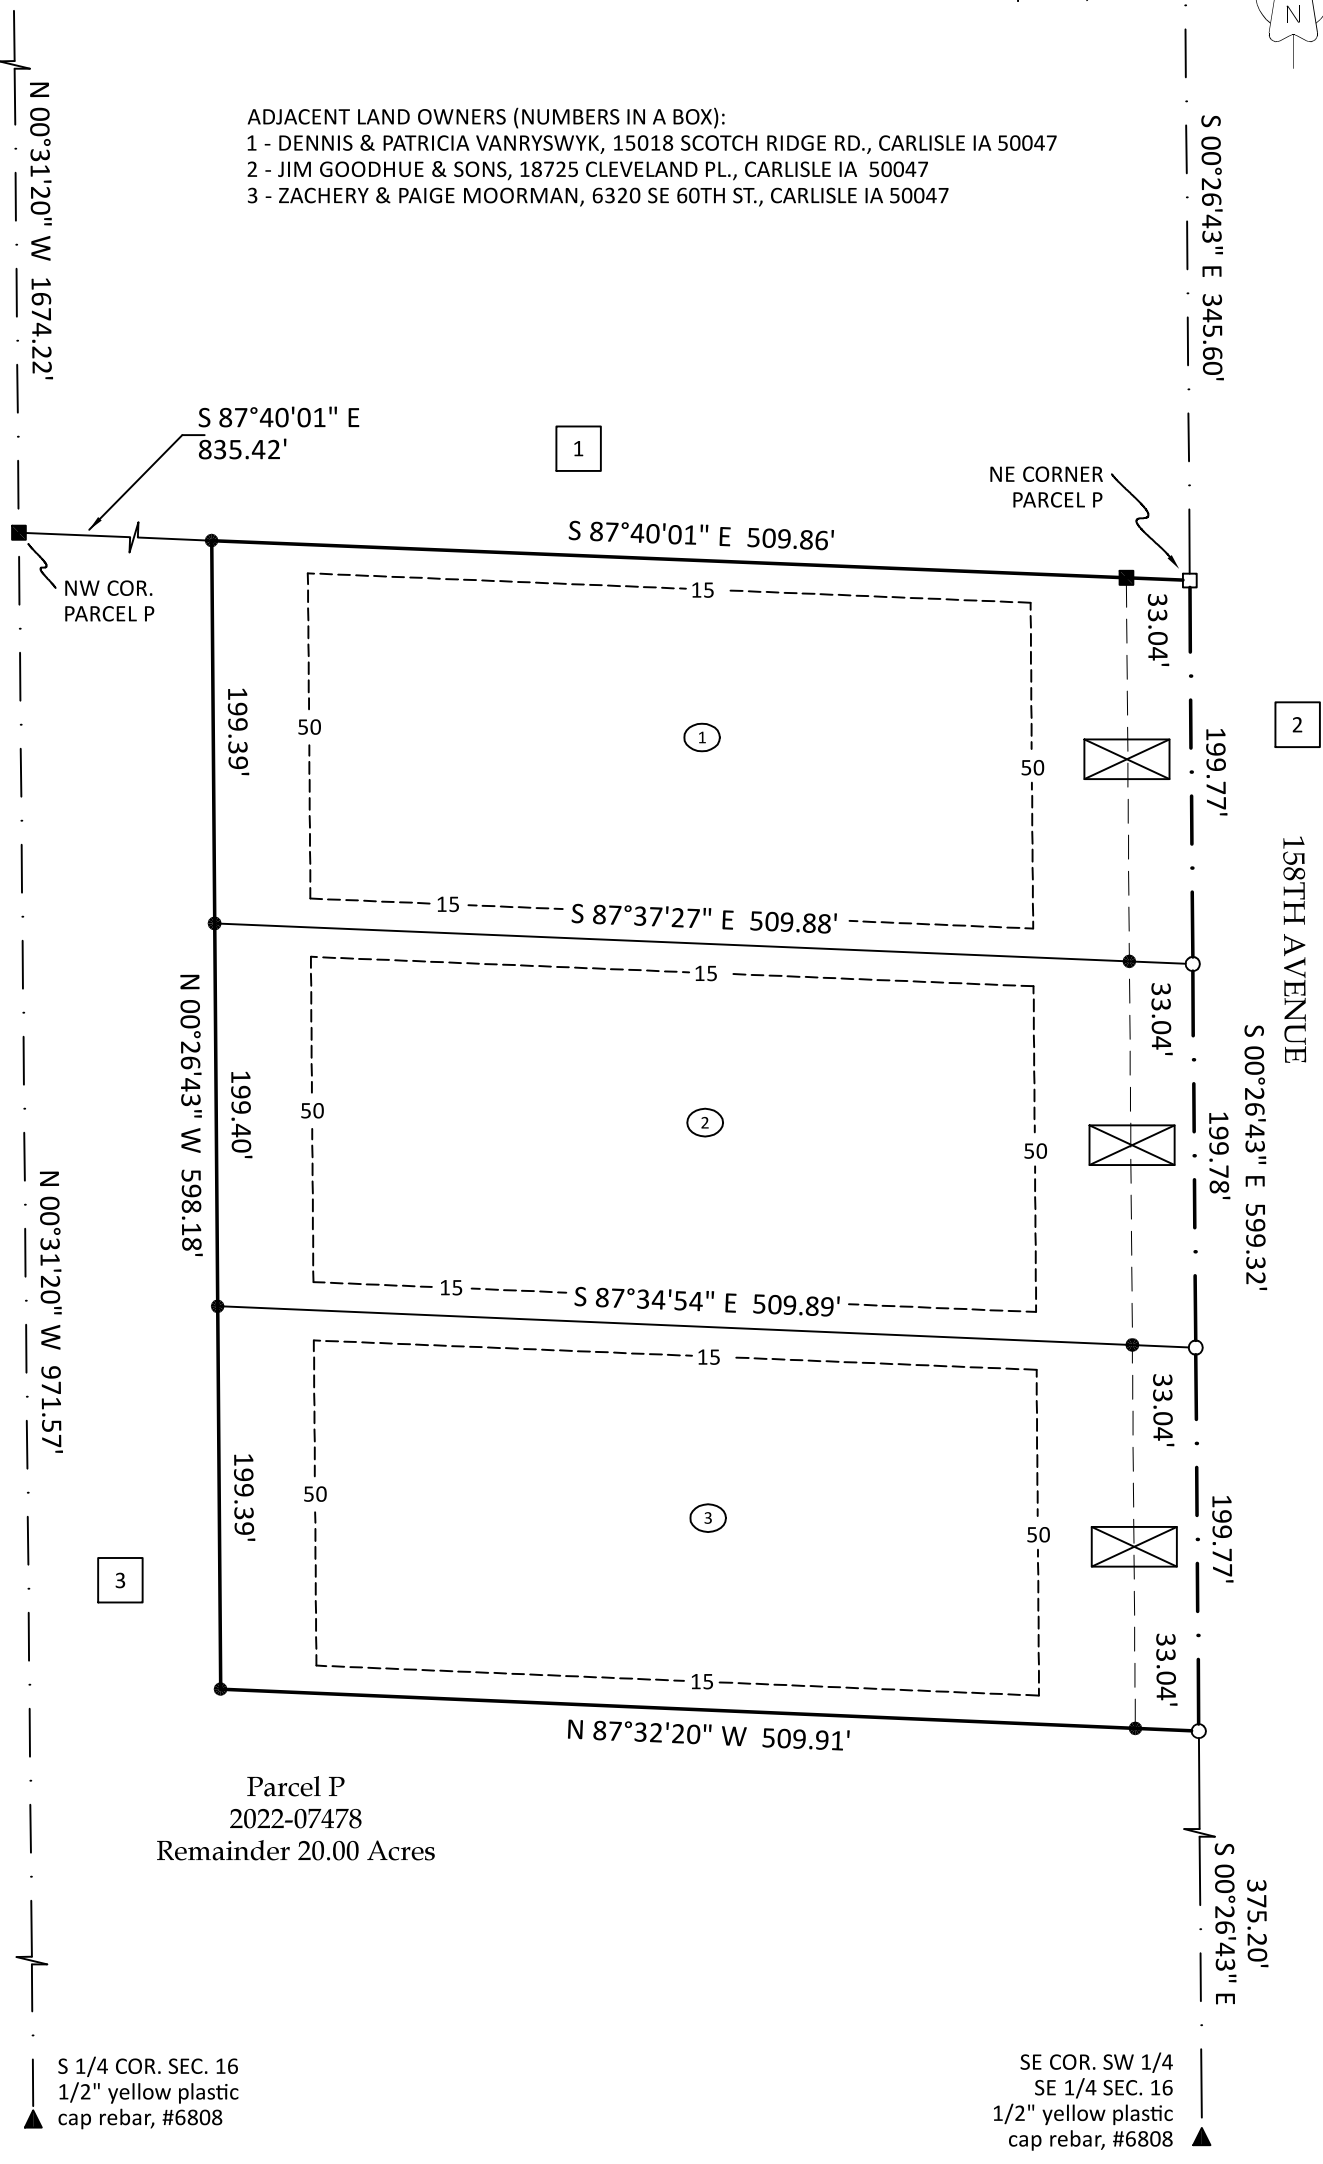 N
N 00°31'20" W 1674.22'
S 00°26'43" E 345.60'
ADJACENT LAND OWNERS (NUMBERS IN A BOX):
1 - DENNIS & PATRICIA VANRYSWYK, 15018 SCOTCH RIDGE RD., CARLISLE IA 50047
2 - JIM GOODHUE & SONS, 18725 CLEVELAND PL., CARLISLE IA 50047
3 - ZACHERY & PAIGE MOORMAN, 6320 SE 60TH ST., CARLISLE IA 50047
S 87°40'01" E
835.42'
1
NE CORNER
PARCEL P
S 87°40'01" E 509.86'
NW COR.
PARCEL P
15
33.04'
199.39'
50
1
50
199.77'
2
158TH AVENUE
15
S 87°37'27" E 509.88'
15
33.04'
N 00°26'43" W 598.18'
199.40'
50
2
50
199.78'
S 00°26'43" E 599.32'
15
S 87°34'54" E 509.89'
15
33.04'
N 00°31'20" W 971.57'
199.39'
50
3
50
199.77'
3
33.04'
15
N 87°32'20" W 509.91'
Parcel P
2022-07478
Remainder 20.00 Acres
375.20'
S 00°26'43" E
S 1/4 COR. SEC. 16
1/2" yellow plastic
cap rebar, #6808
SE COR. SW 1/4
SE 1/4 SEC. 16
1/2" yellow plastic
cap rebar, #6808